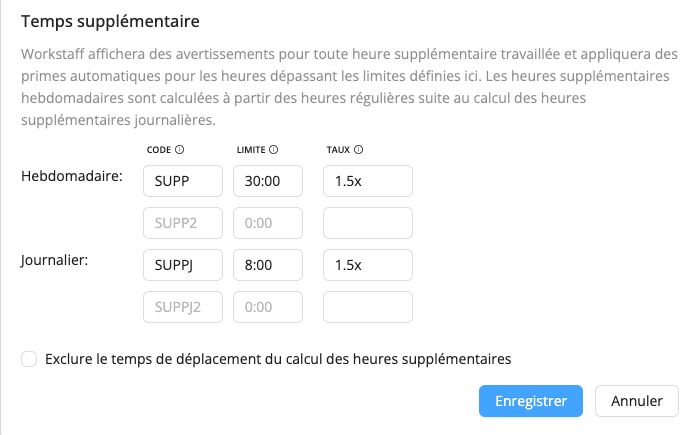 Temps supplémentaire
Workstaff affichera des avertissements pour toute heure supplémentaire travaillée et appliquera des
primes automatiques pour les heures dépassant les limites définies ici. Les heures supplémentaires
hebdomadaires sont calculées à partir des heures régulières suite au calcul des heures
supplémentaires journalières.
CODE LIMITE TAUX
Hebdomadaire: SUPP 30:00 1.5x
SUPP2 0:00
Journalier: SUPPJ 8:00 1.5x
SUPPJ2 0:00
Exclure le temps de déplacement du calcul des heures supplémentaires
Enregistrer Annuler